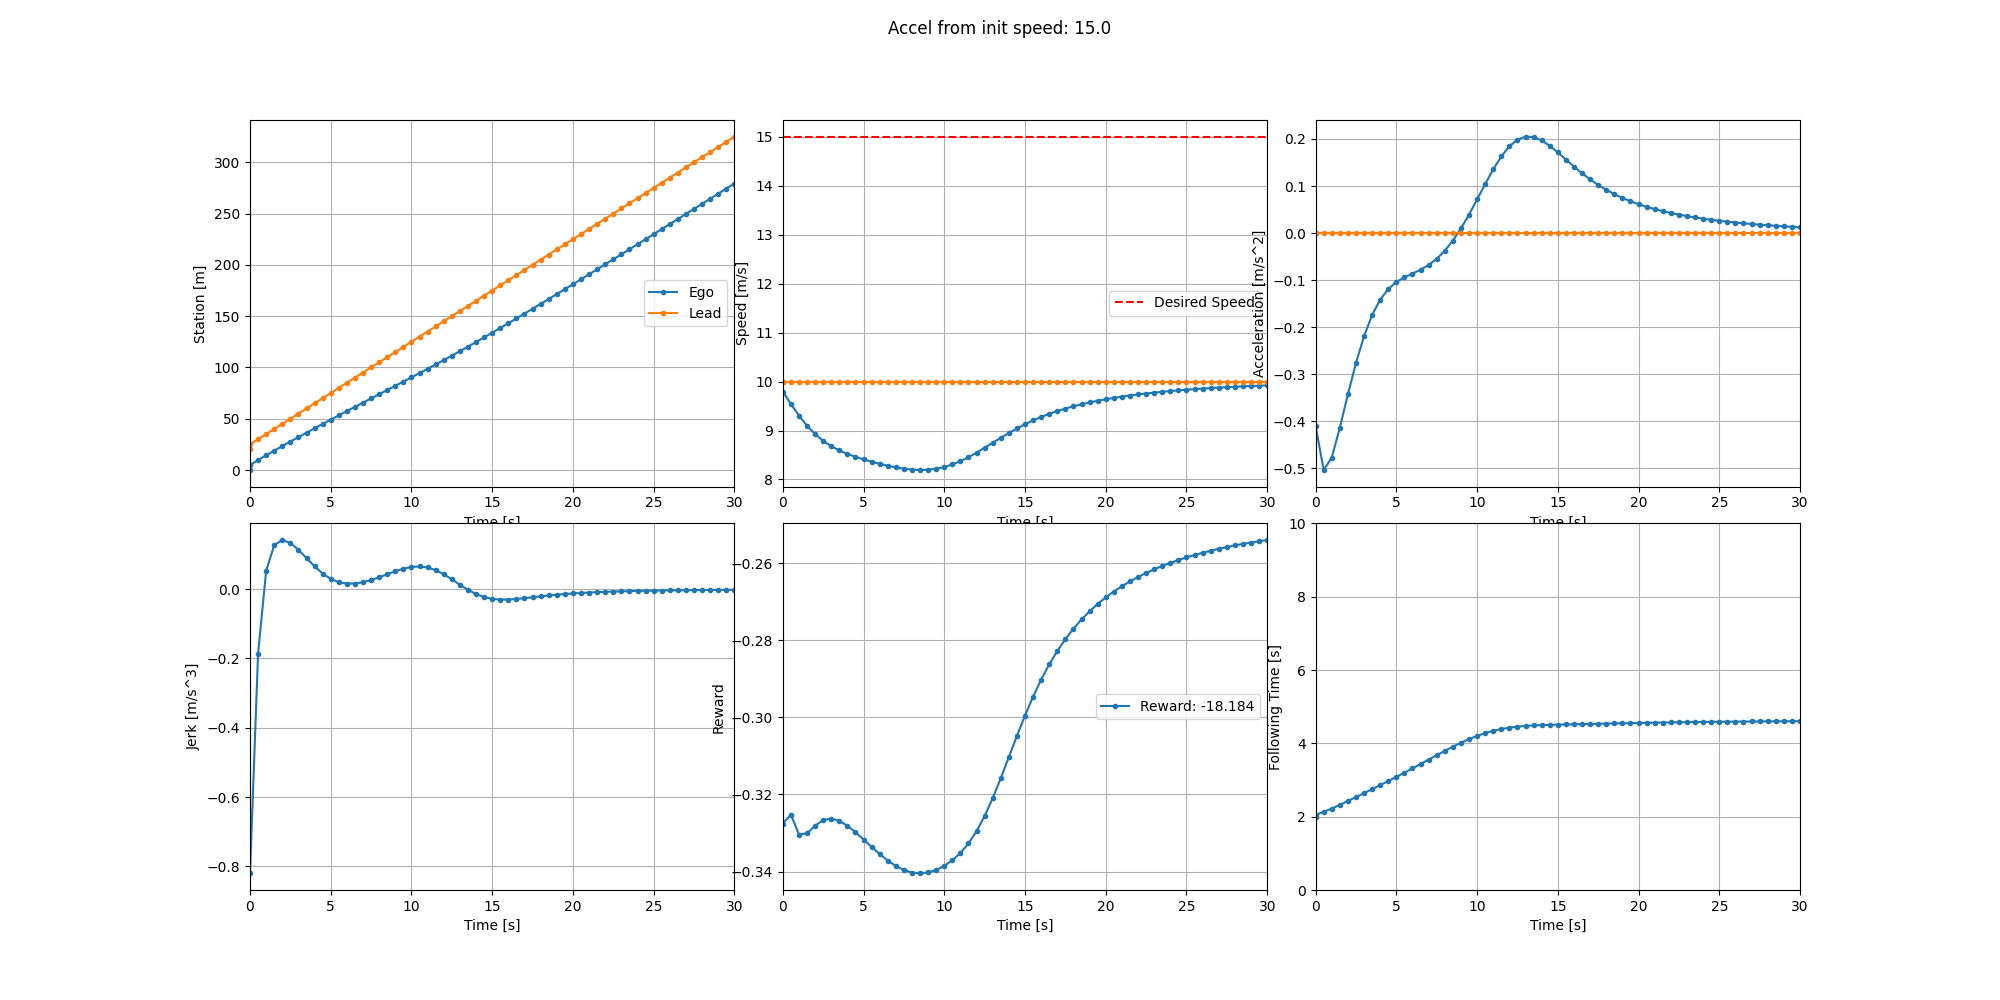 Accel from init speed: 15.0
Station [m]
300
250
200
150
100
50
0
0 5 10 15 20 25 30
Time [s]
Ego
Lead
Speed [m/s]
15
14
13
12
11
10
9
8
0 5 10 15 20 25 30
Time [s]
Desired Speed
Acceleration [m/s^2]
0.2
0.1
0.0
−0.1
−0.2
−0.3
−0.4
−0.5
0 5 10 15 20 25 30
Time [s]
Jerk [m/s^3]
0.0
−0.2
−0.4
−0.6
−0.8
0 5 10 15 20 25 30
Time [s]
Reward
−0.26
−0.28
−0.30
−0.32
−0.34
0 5 10 15 20 25 30
Time [s]
Reward: -18.184
Following Time [s]
10
8
6
4
2
0
0 5 10 15 20 25 30
Time [s]